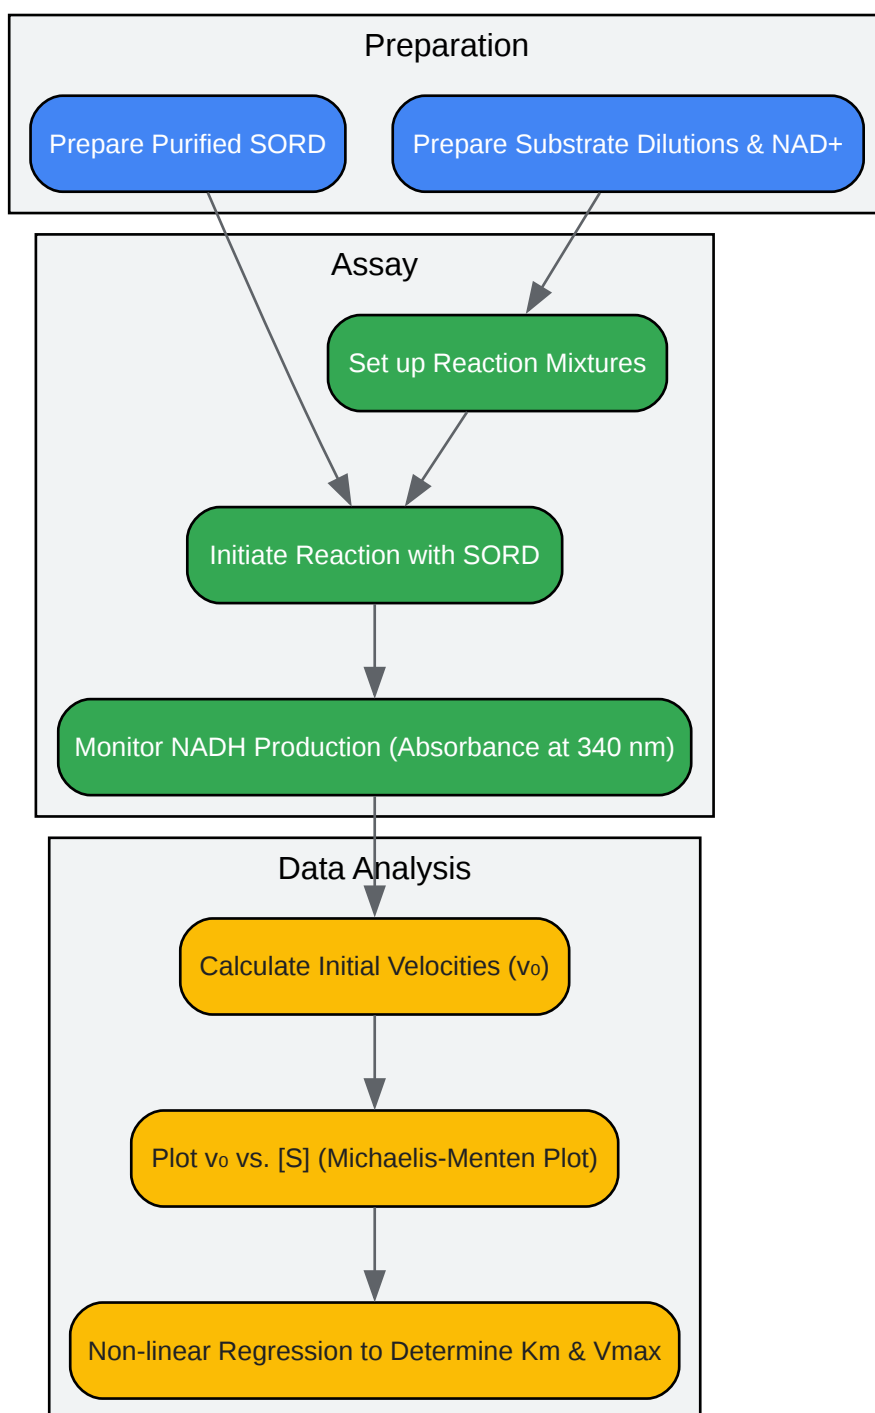 Preparation
Prepare Purified SORD
Prepare Substrate Dilutions & NAD+
Assay
Set up Reaction Mixtures
Initiate Reaction with SORD
Monitor NADH Production (Absorbance at 340 nm)
Data Analysis
Calculate Initial Velocities (v₀)
Plot v₀ vs. [S] (Michaelis-Menten Plot)
Non-linear Regression to Determine Km & Vmax